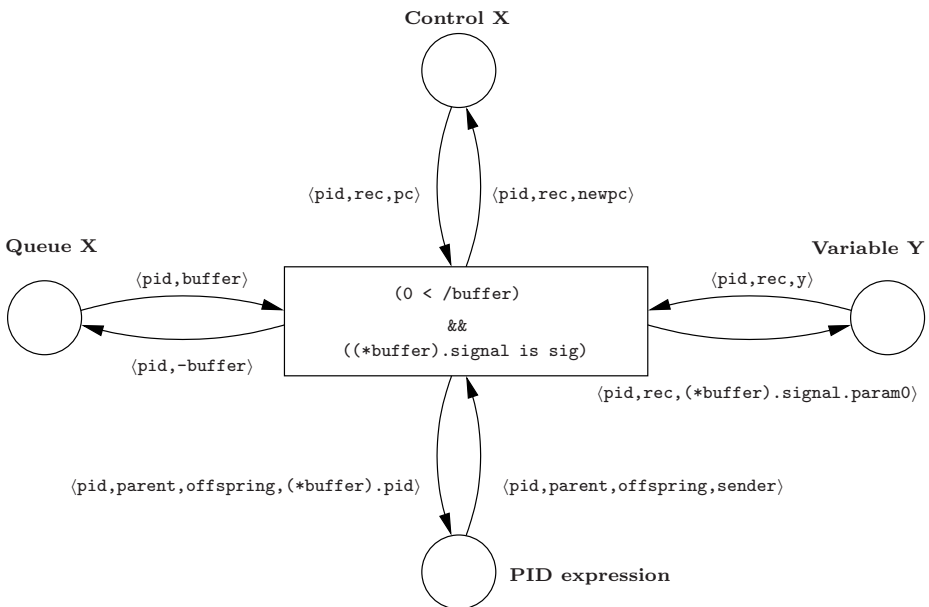 Control X
⟨pid,rec,pc⟩ ⟨pid,rec,newpc⟩
Queue X
Variable Y
⟨pid,buffer⟩
⟨pid,rec,y⟩
(0 < /buffer)
&&
((*buffer).signal is sig)
⟨pid,-buffer⟩
⟨pid,rec,(*buffer).signal.param0⟩
⟨pid,parent,offspring,(*buffer).pid⟩ ⟨pid,parent,offspring,sender⟩
PID expression